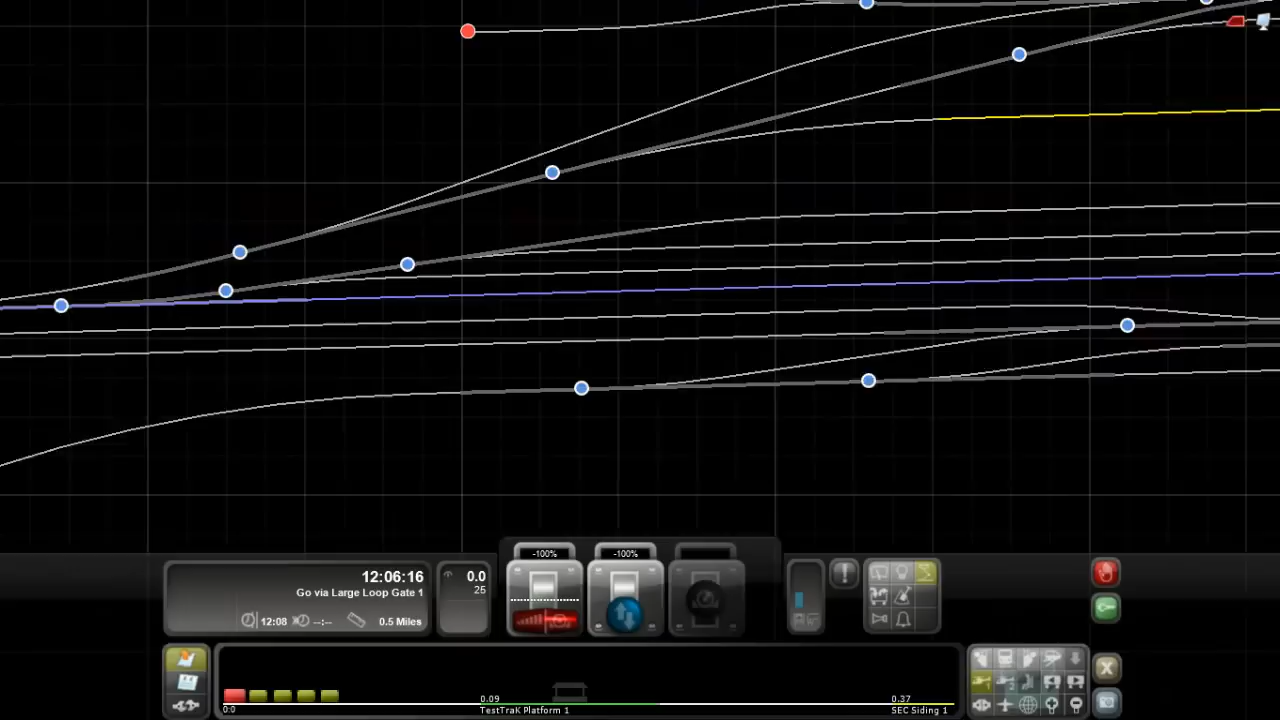 -100%
-100%
12:06:16
Go via Large Loop Gate 1
12:08
--:--
0.5 Miles
0.0
25
0.09
0.37
0:0
TestTraK Platform 1
SEC Siding 1